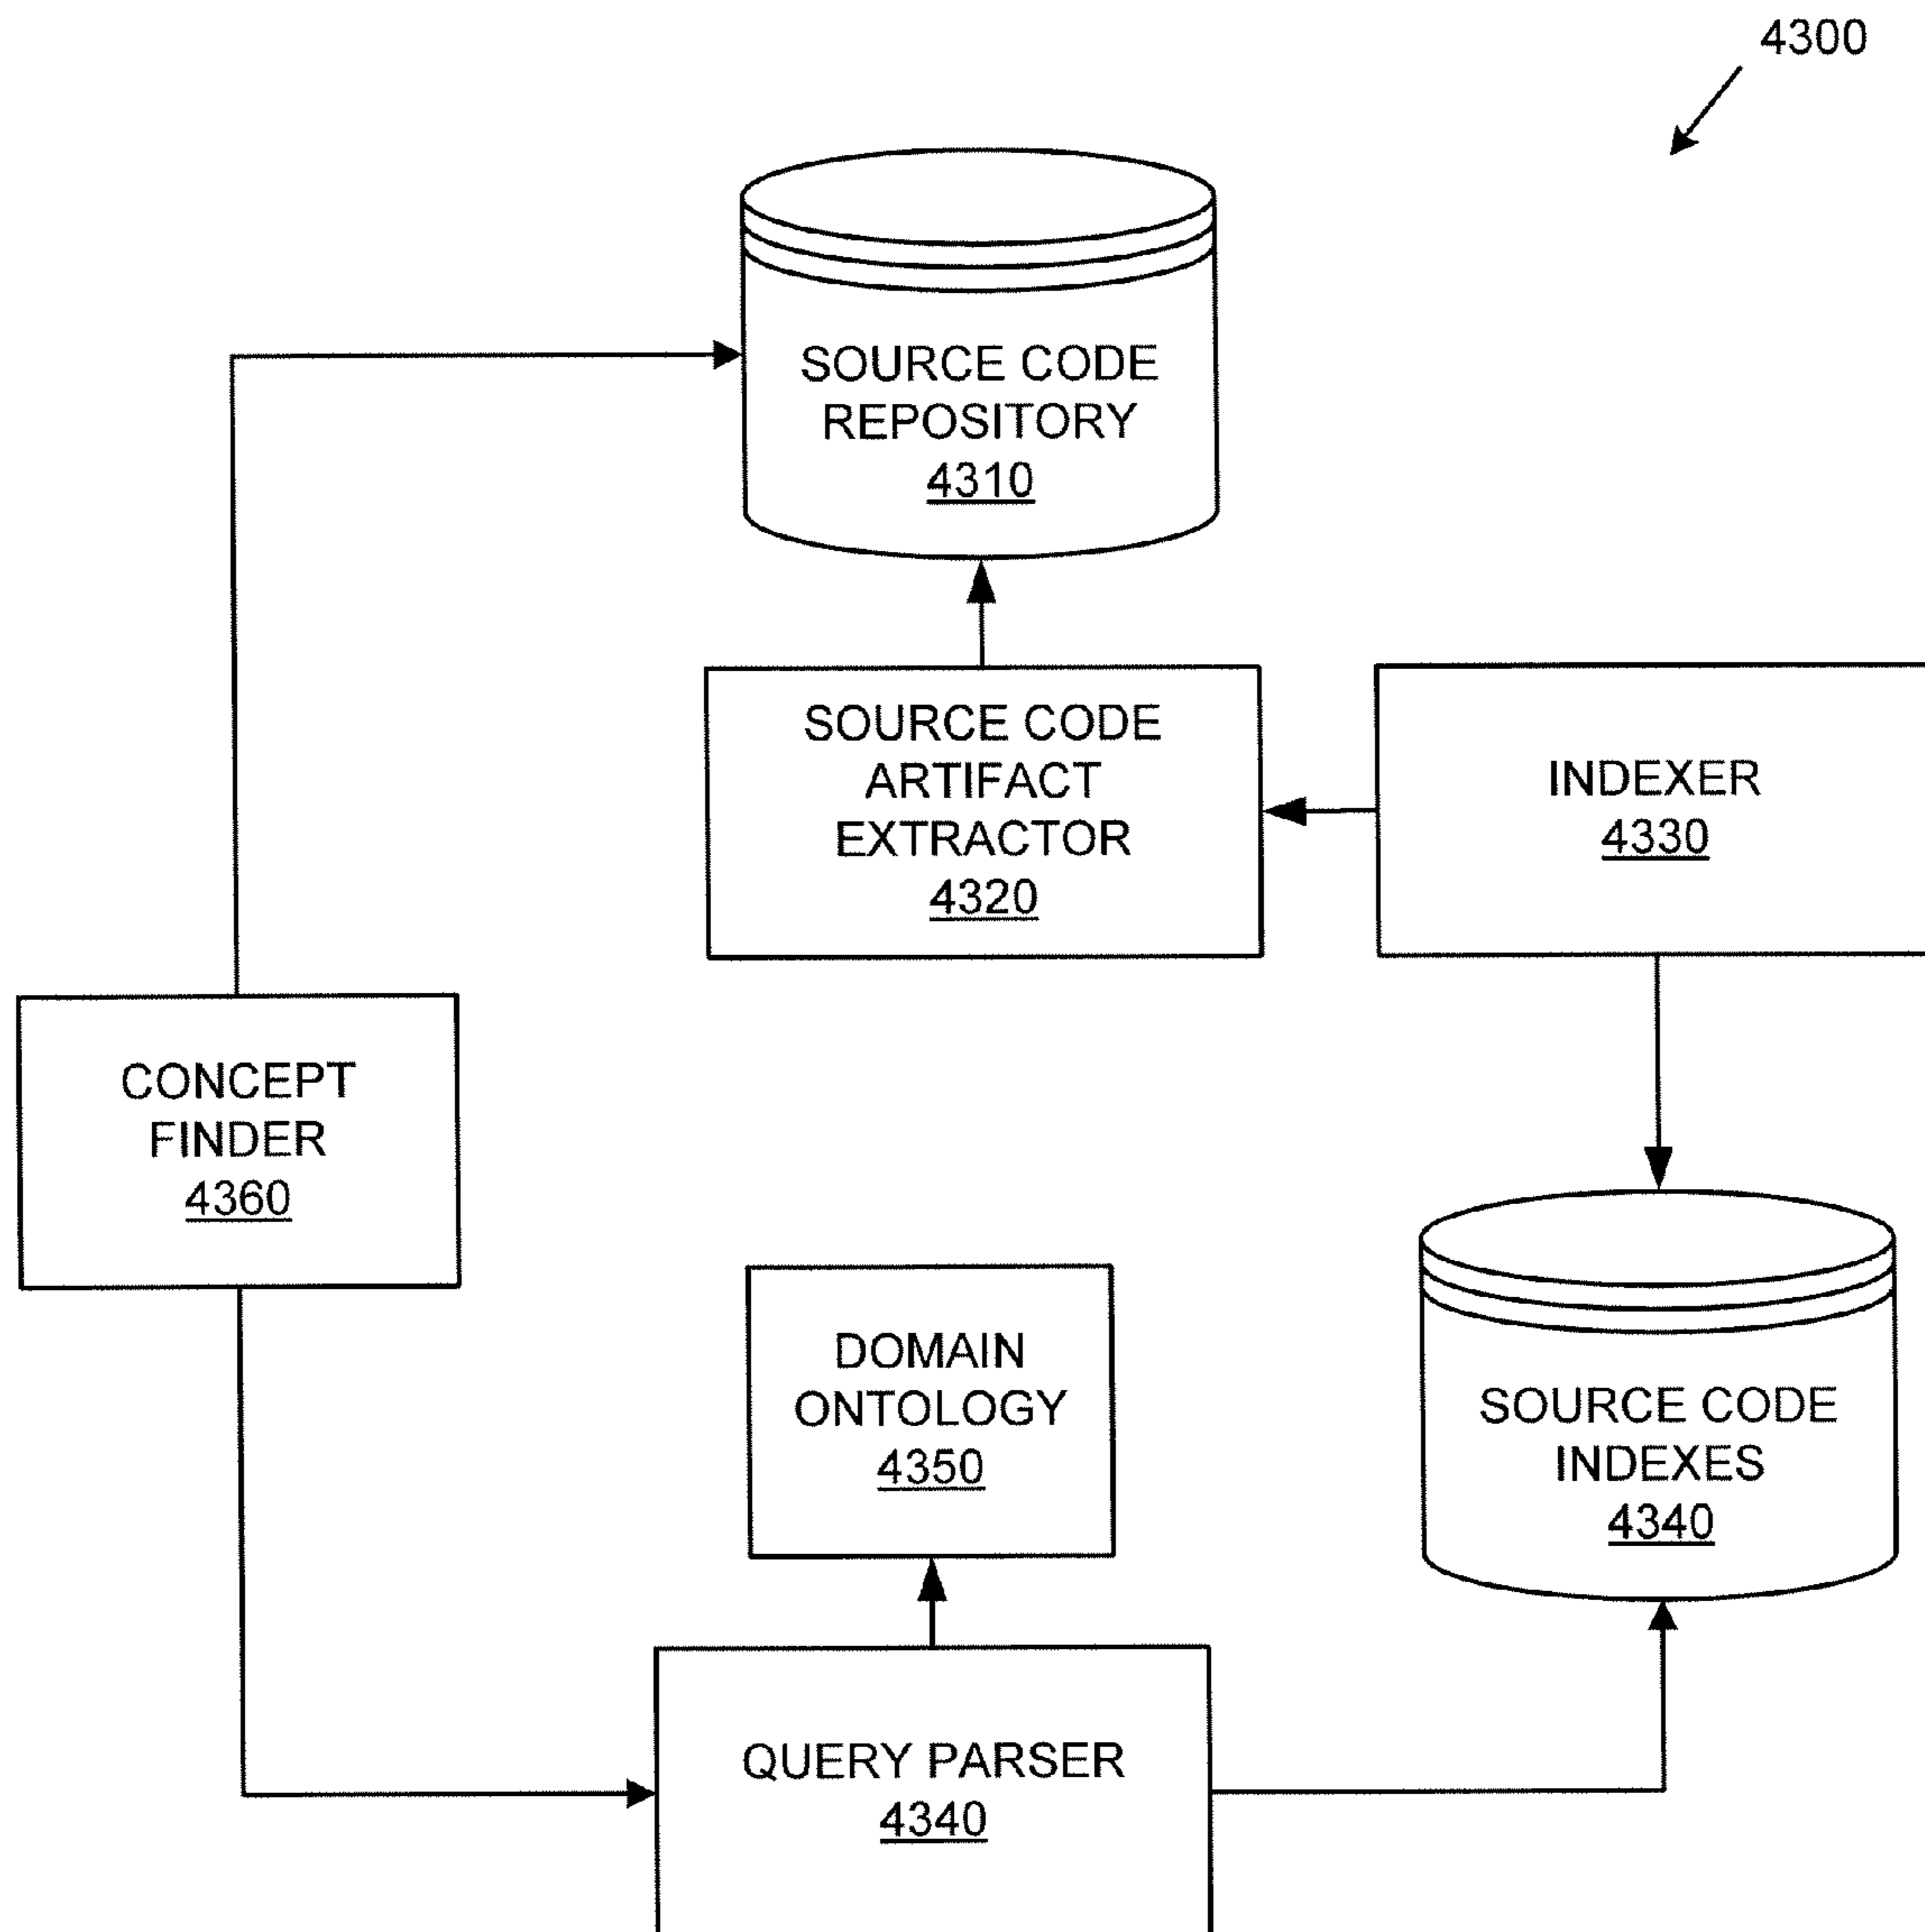 4300
SOURCE CODE
REPOSITORY
4310
SOURCE CODE
ARTIFACT
EXTRACTOR
4320
INDEXER
4330
CONCEPT
FINDER
4360
DOMAIN
ONTOLOGY
4350
SOURCE CODE
INDEXES
4340
QUERY PARSER
4340